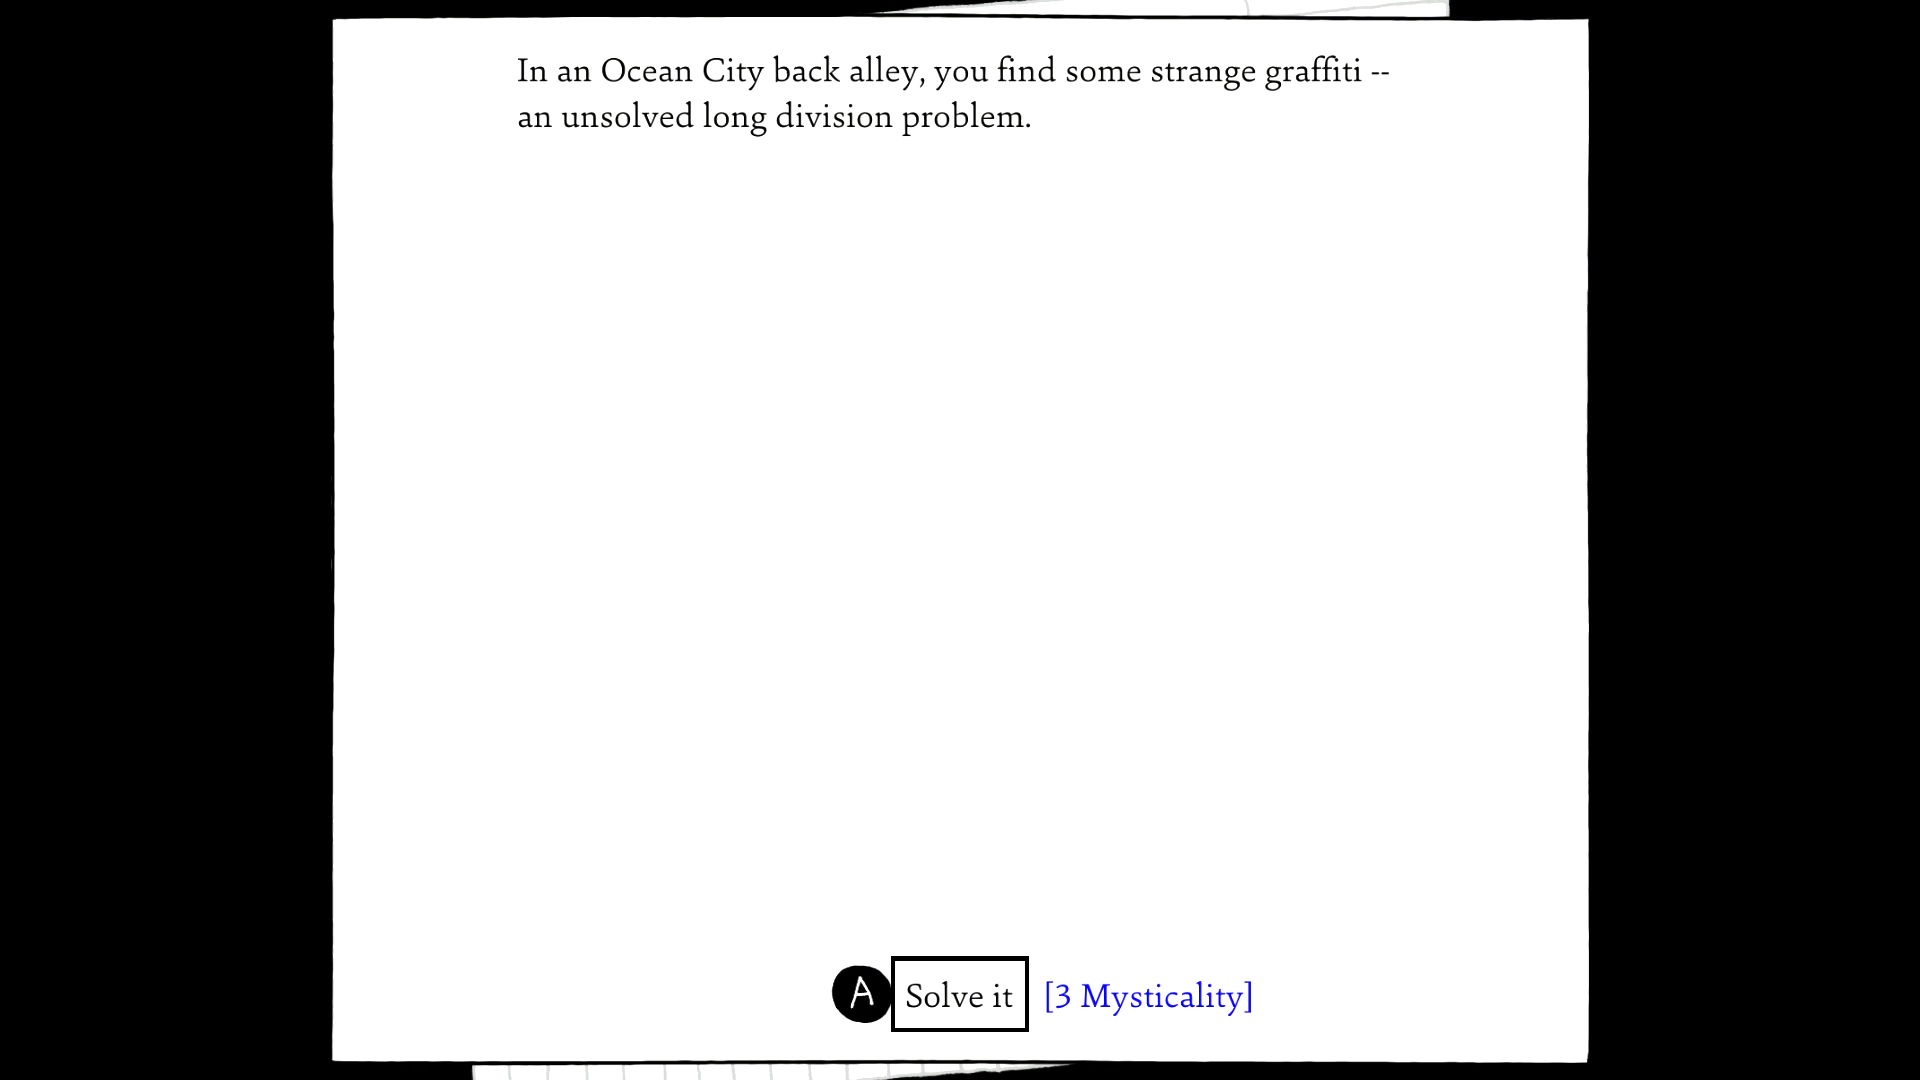 In an Ocean City back alley, you find some strange graffiti --
an unsolved long division problem.
A Solve it [3 Mysticality]